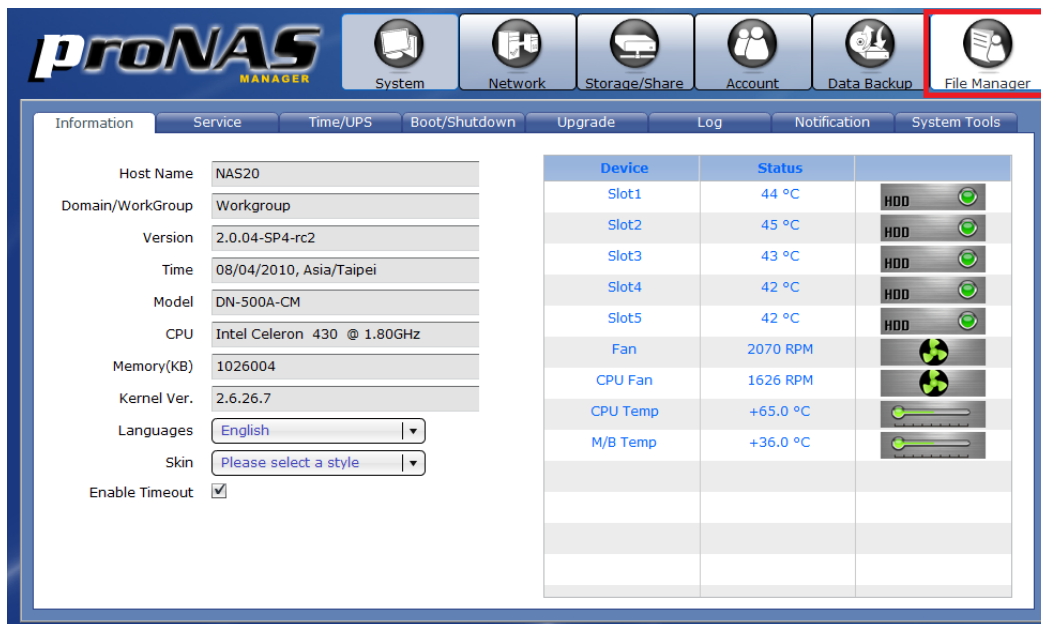 proNAS
MANAGER
System
Network
Storage/Share
Account
Data Backup
File Manager
Information
Service
Time/UPS
Boot/Shutdown
Upgrade
Log
Notification
System Tools
Host Name NAS20
Domain/WorkGroup Workgroup
Version 2.0.04-SP4-rc2
Time 08/04/2010, Asia/Taipei
Model DN-500A-CM
CPU Intel Celeron 430 @ 1.80GHz
Memory(KB) 1026004
Kernel Ver. 2.6.26.7
Languages English
Skin Please select a style
Enable Timeout
Device Status
Slot1 44 °C HDD
Slot2 45 °C HDD
Slot3 43 °C HDD
Slot4 42 °C HDD
Slot5 42 °C HDD
Fan 2070 RPM
CPU Fan 1626 RPM
CPU Temp +65.0 °C
M/B Temp +36.0 °C